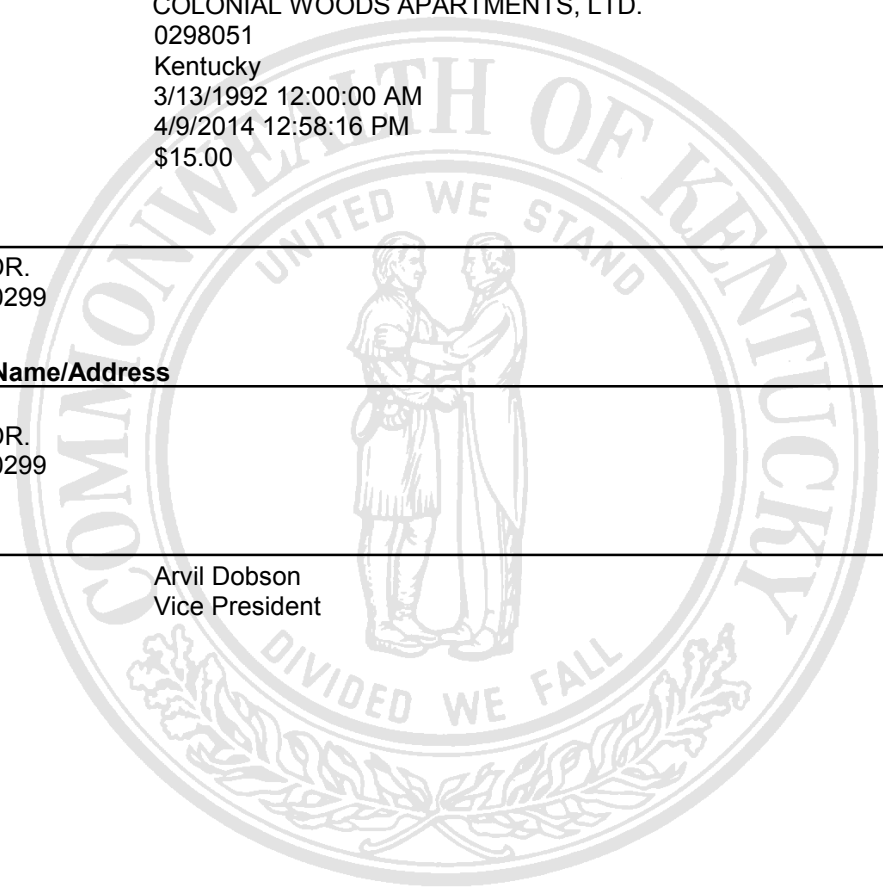 COLONIAL WOODS APARTMENTS, LTD.
0298051
Kentucky
3/13/1992 12:00:00 AM
4/9/2014 12:58:16 PM
$15.00
COMMONWEALTH OF KENTUCKY
UNITED WE STAND
DR.
0299
Name/Address
DR.
0299
Arvil Dobson
Vice President
DIVIDED WE FALL